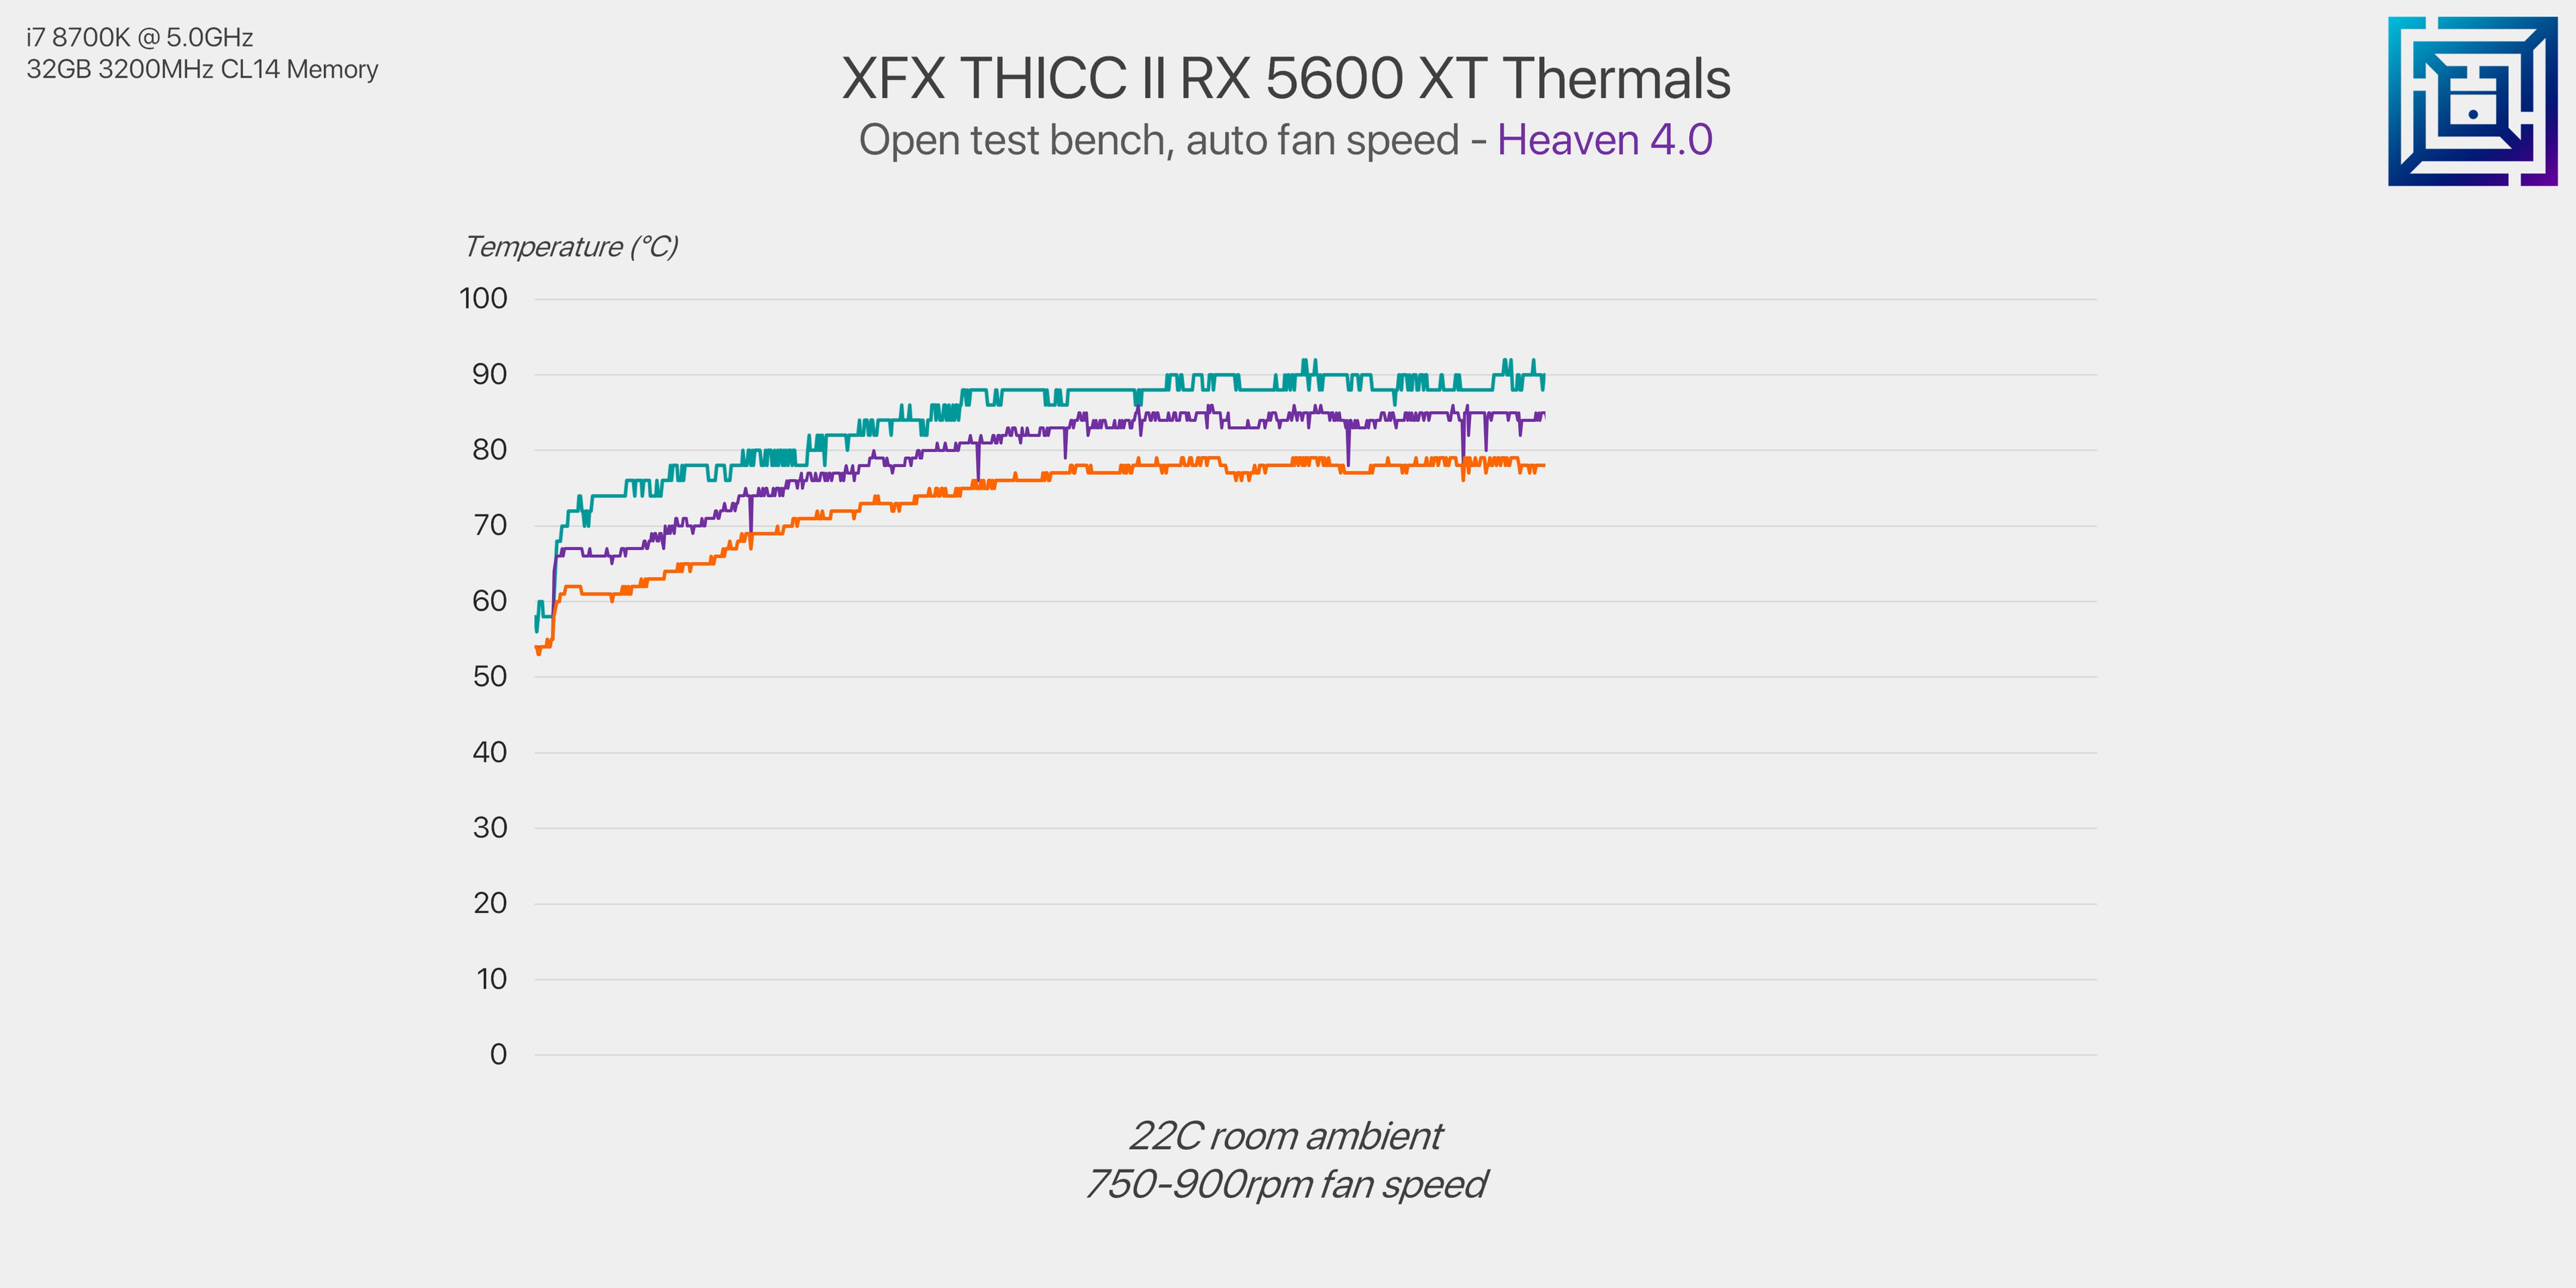 i7 8700K @ 5.0GHz
32GB 3200MHz CL14 Memory
XFX THICC II RX 5600 XT Thermals
Open test bench, auto fan speed - Heaven 4.0
Temperature (°C)
100
90
80
70
60
50
40
30
20
10
0
22C room ambient
750-900rpm fan speed